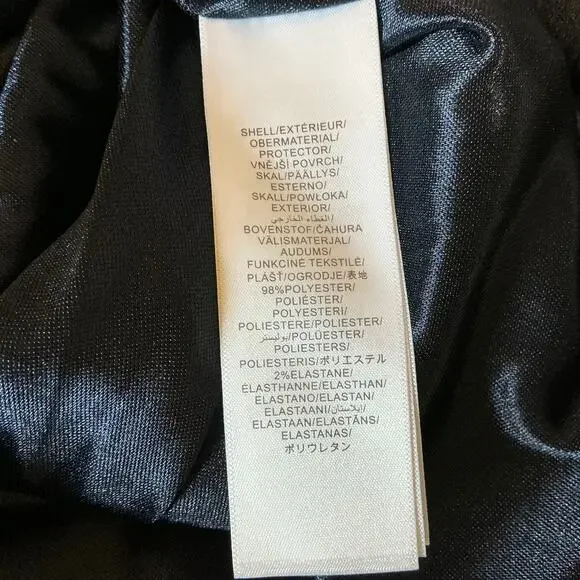 SHELL/EXTÉRIEUR/
OBERMATERIAL/
PROTECTOR/
VNĚJŠÍ POVRCH/
SKAL/PÄÄLLYS/
ESTERNO/
SKALL/POWŁOKA/
EXTERIOR/
الغطاء الخارجي/
BOVENSTOF/ČAHURA
VÄLISMATERJAL/
AUDUMS/
FUNKCINĖ TEKSTILĖ/
PLÁŠŤ/OGRODJE/表地
98%POLYESTER/
POLIÉSTER/
POLYESTERI/
POLIESTERE/POLIESTER/
بوليستر/POLÜESTER/
POLIESTERS/
POLIESTERIS/ポリエステル
2%ELASTANE/
ÉLASTHANNE/ELASTHAN/
ELASTANO/ELASTAN/
ELASTAANI/إيلاستان/
ELASTAAN/ELASTĀNS/
ELASTANAS/
ポリウレタン